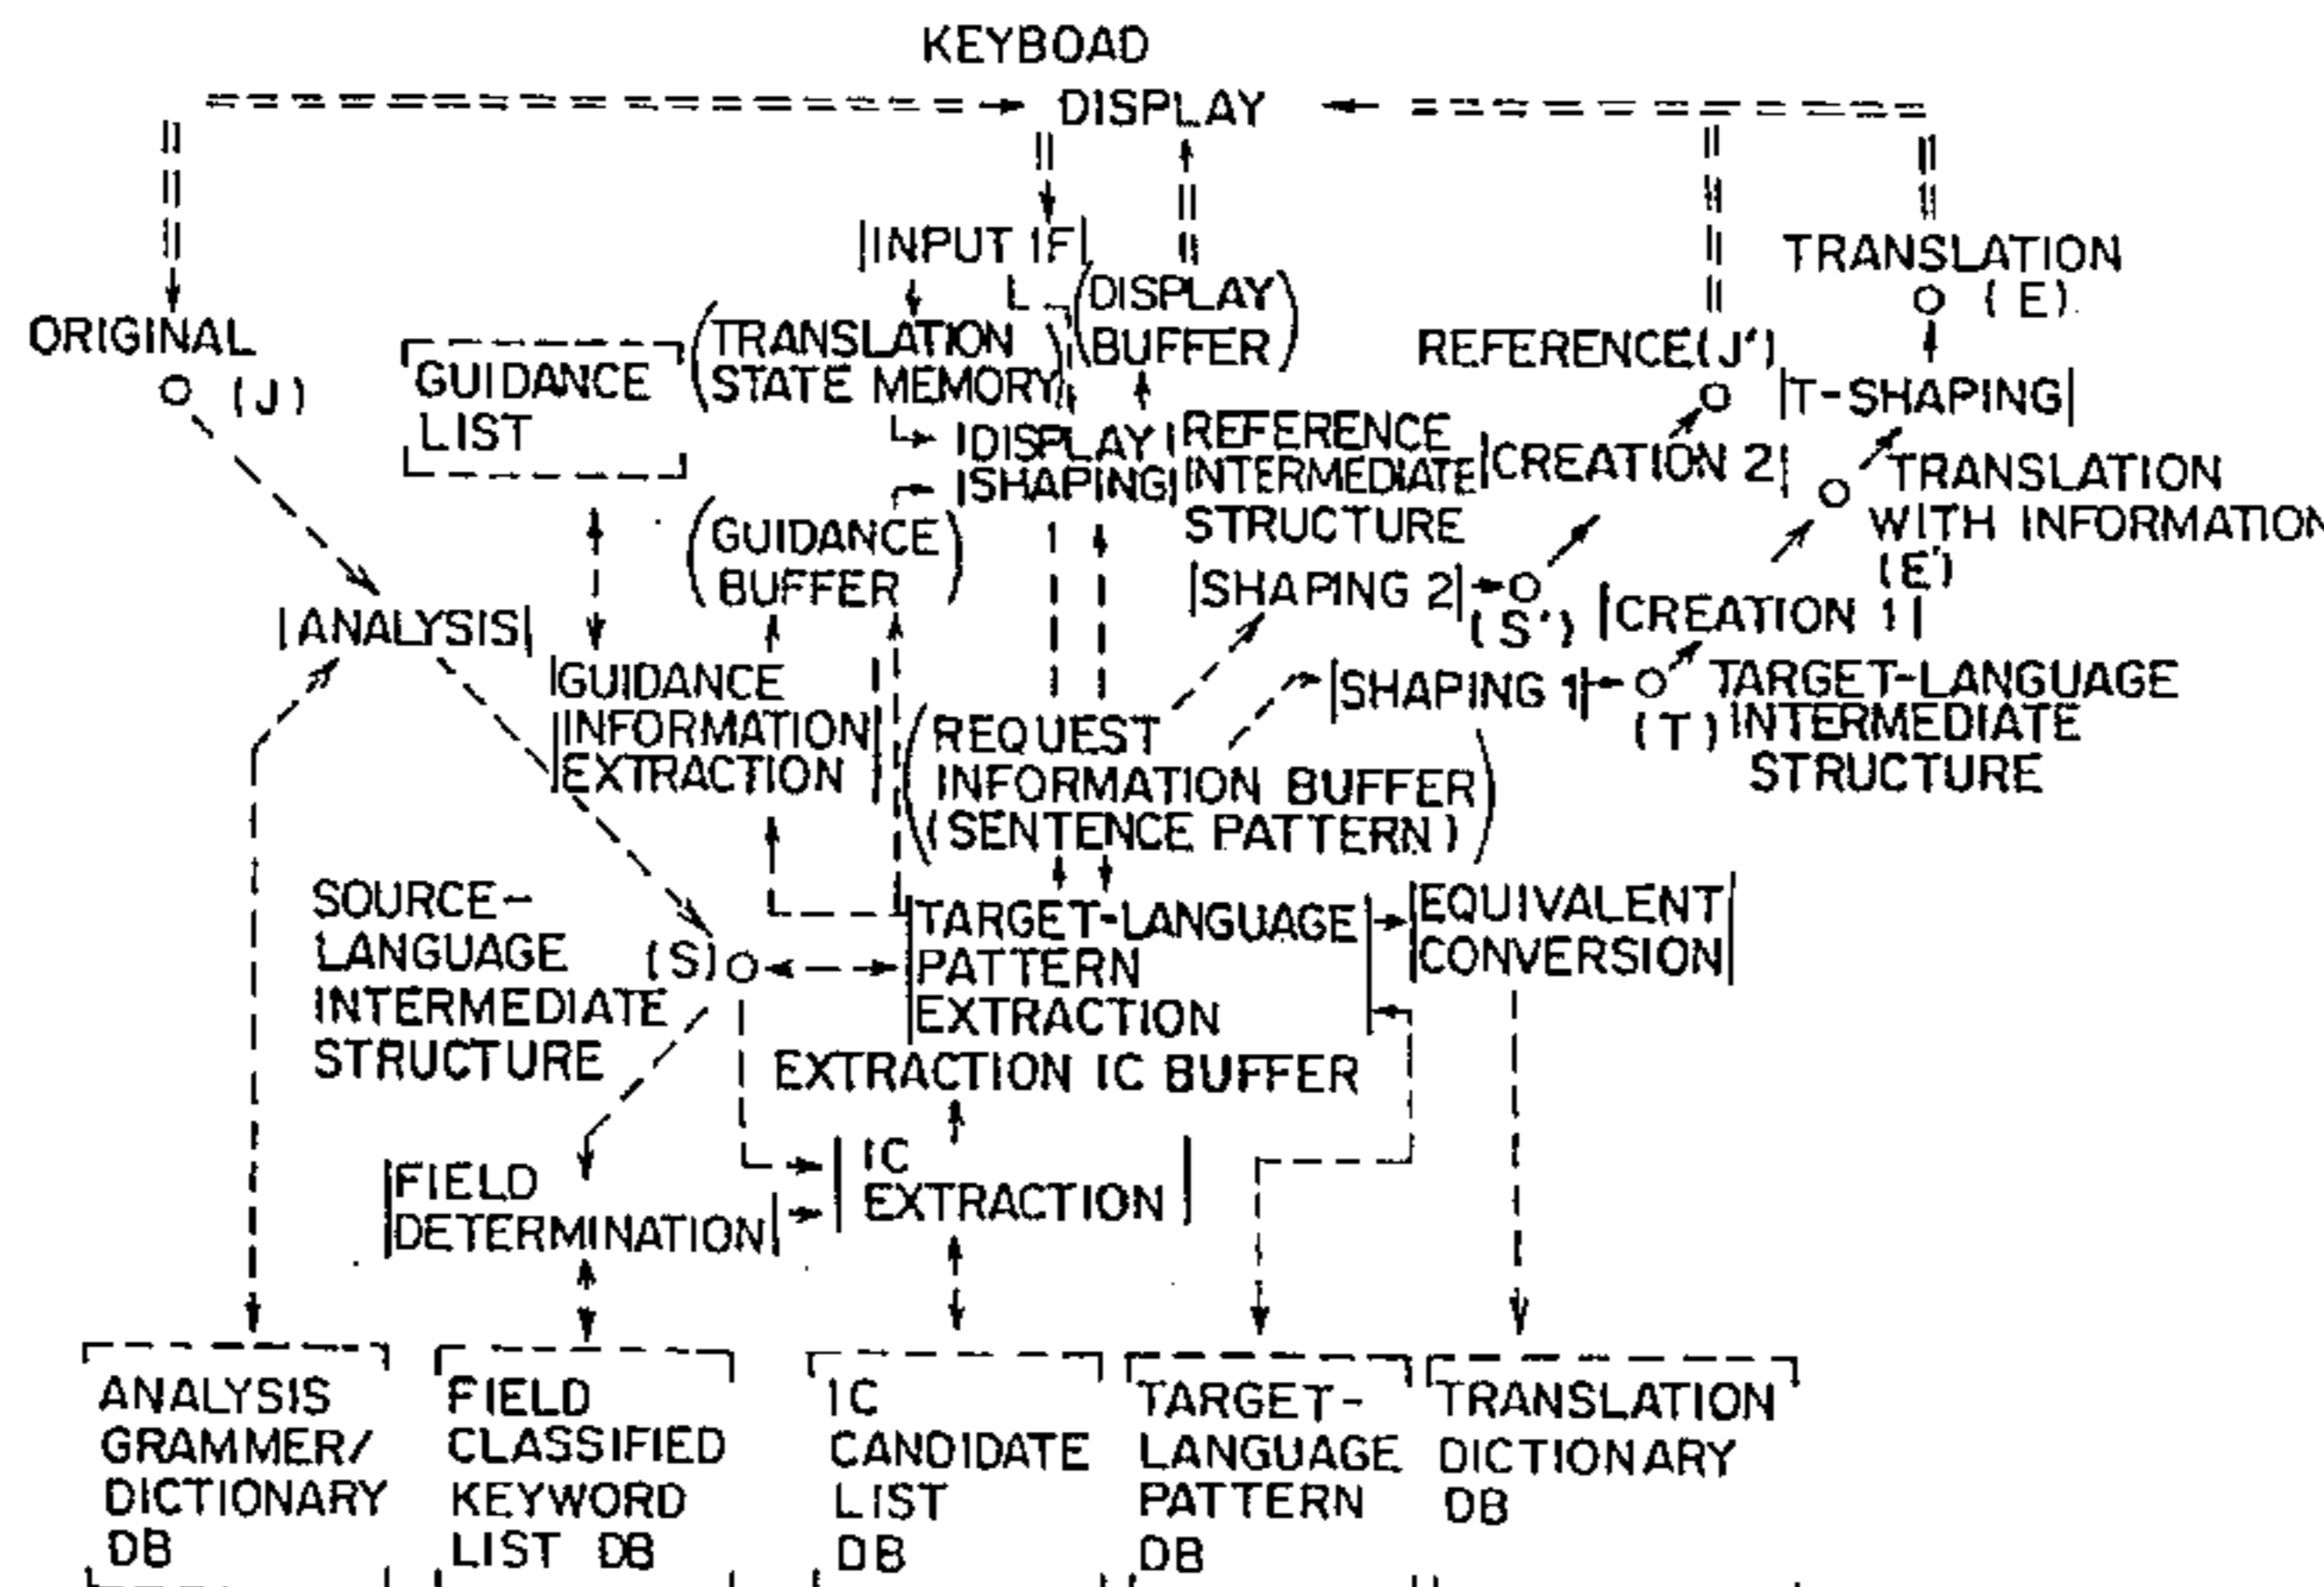 KEYBOAD
DISPLAY
INPUT IF
DISPLAY
BUFFER
TRANSLATION
(E)
ORIGINAL
(J)
GUIDANCE
LIST
TRANSLATION
STATE MEMORY
REFERENCE(J')
T-SHAPING
DISPLAY
SHAPING
REFERENCE
INTERMEDIATE
STRUCTURE
CREATION 2
TRANSLATION
WITH INFORMATION
(E')
GUIDANCE
BUFFER
SHAPING 2
(S')
CREATION 1
ANALYSIS
GUIDANCE
INFORMATION
EXTRACTION
SHAPING 1
(T)
TARGET-LANGUAGE
INTERMEDIATE
STRUCTURE
REQUEST
INFORMATION BUFFER
(SENTENCE PATTERN)
SOURCE-
LANGUAGE
INTERMEDIATE
STRUCTURE
(S)
TARGET-LANGUAGE
PATTERN
EXTRACTION
EQUIVALENT
CONVERSION
EXTRACTION IC BUFFER
FIELD
DETERMINATION
IC
EXTRACTION
ANALYSIS
GRAMMER/
DICTIONARY
DB
FIELD
CLASSIFIED
KEYWORD
LIST DB
IC
CANDIDATE
LIST
DB
TARGET-
LANGUAGE
PATTERN
DB
TRANSLATION
DICTIONARY
DB